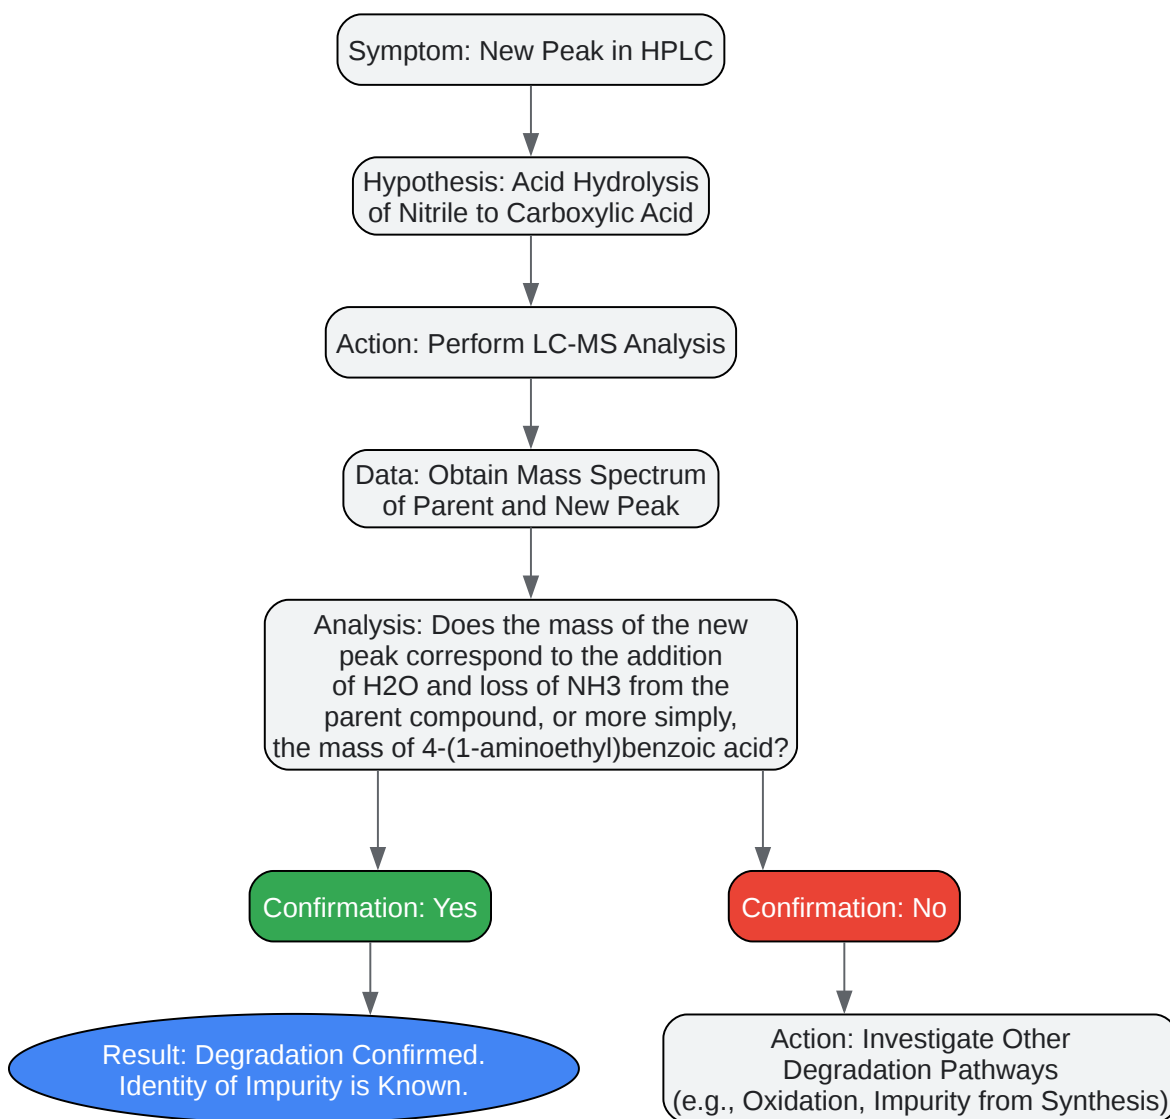 Symptom: New Peak in HPLC
Hypothesis: Acid Hydrolysis
of Nitrile to Carboxylic Acid
Action: Perform LC-MS Analysis
Data: Obtain Mass Spectrum
of Parent and New Peak
Analysis: Does the mass of the new
peak correspond to the addition
of H2O and loss of NH3 from the
parent compound, or more simply,
the mass of 4-(1-aminoethyl)benzoic acid?
Confirmation: Yes
Confirmation: No
Result: Degradation Confirmed.
Identity of Impurity is Known.
Action: Investigate Other
Degradation Pathways
(e.g., Oxidation, Impurity from Synthesis)